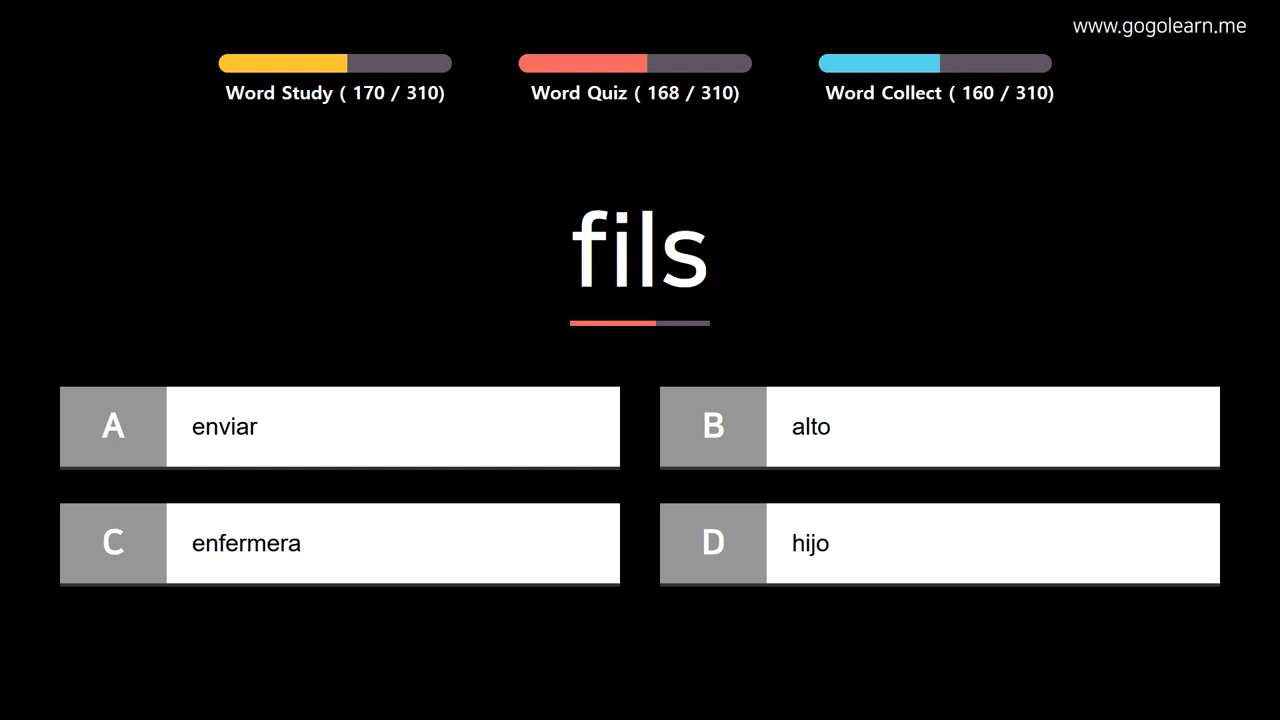 www.gogolearn.me
Word Study ( 170 / 310)
Word Quiz ( 168 / 310)
Word Collect ( 160 / 310)
fils
A enviar
B alto
C enfermera
D hijo